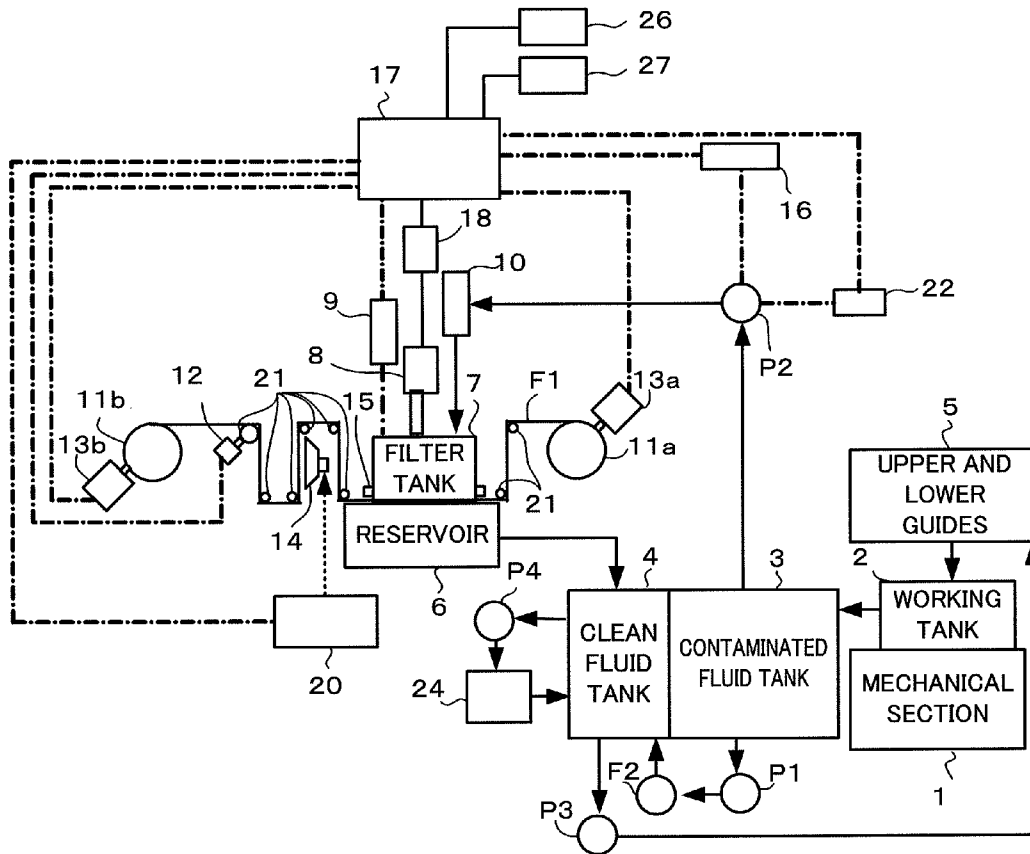 26
27
17
16
18
10
9
22
P2
8
7
F1
13a
12
21
15
11b
13b
11a
5
FILTER
TANK
21
UPPER AND
LOWER
GUIDES
14
RESERVOIR
6
4
3
2
P4
WORKING
TANK
20
24
CLEAN
FLUID
TANK
CONTAMINATED
FLUID TANK
MECHANICAL
SECTION
F2
P1
1
P3